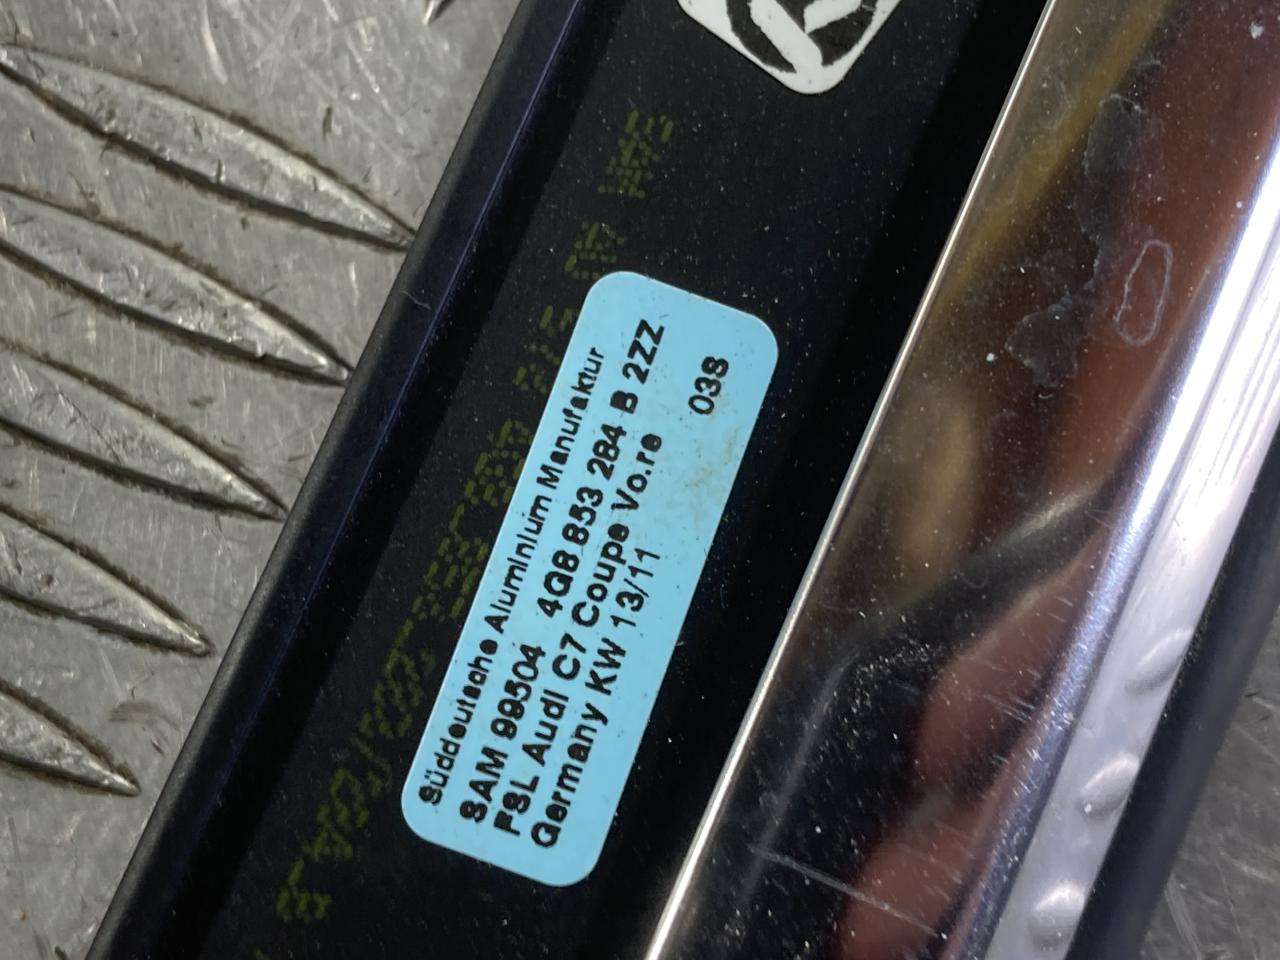 Süddeutsche Aluminium Manufaktur
SAM 99504 4G8 853 284 B 2ZZ
FSL Audi C7 Coupe Vo.re
Germany KW 13/11 03S